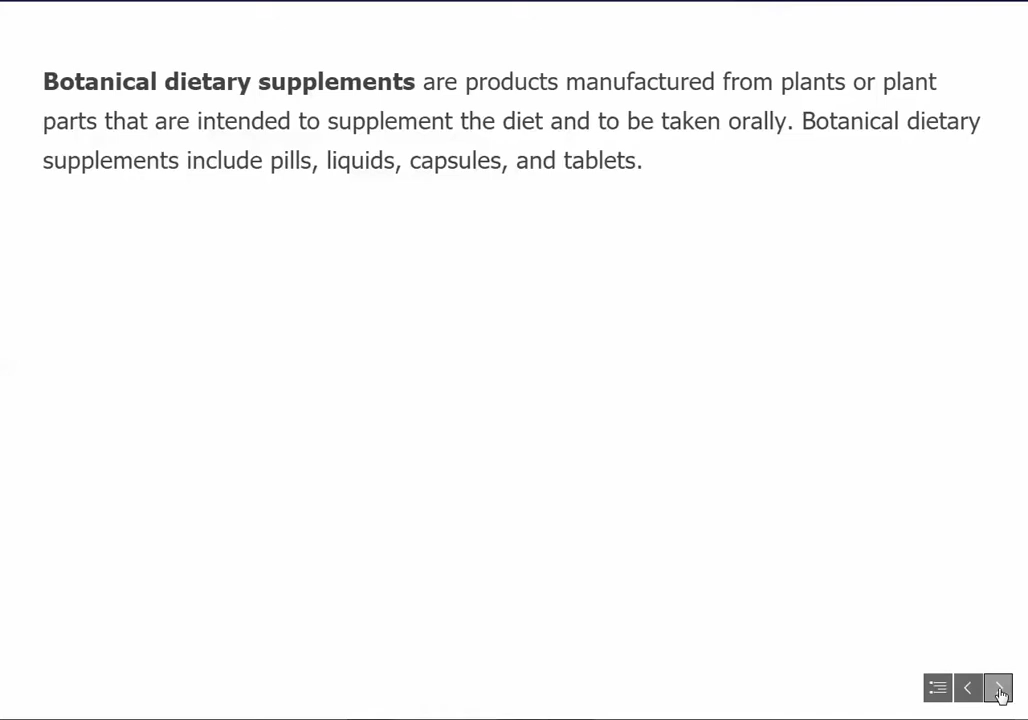 Botanical dietary supplements are products manufactured from plants or plant
parts that are intended to supplement the diet and to be taken orally. Botanical dietary
supplements include pills, liquids, capsules, and tablets.